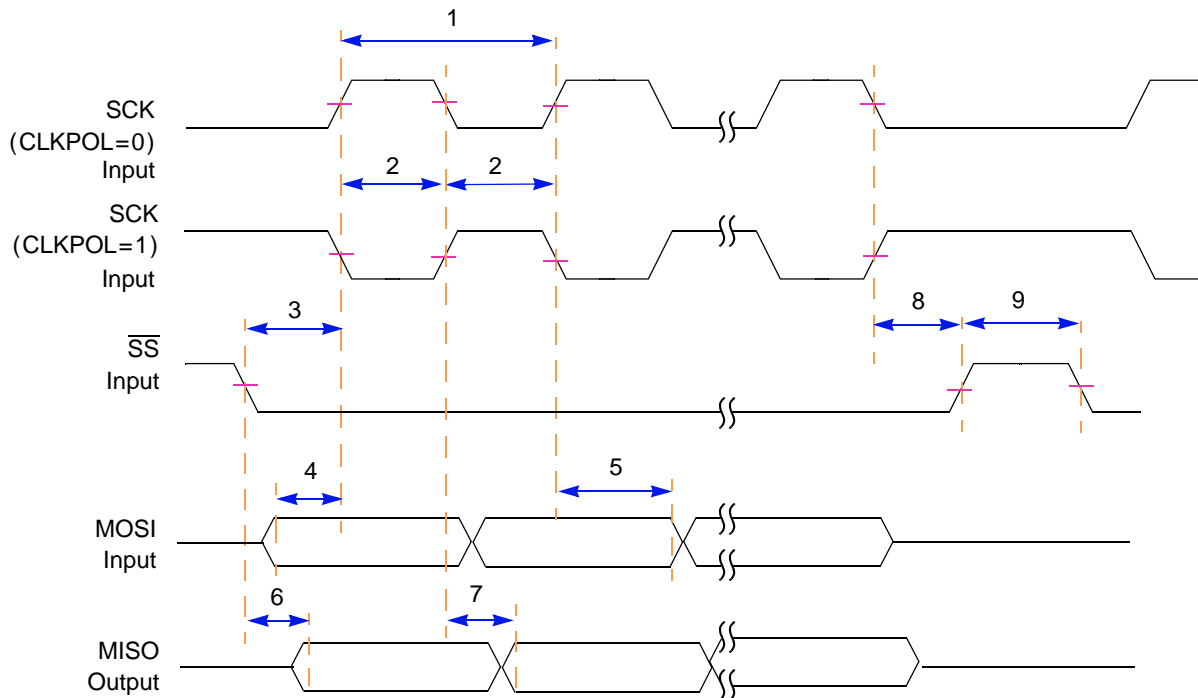 1
SCK
(CLKPOL=0)
Input
2 2
SCK
(CLKPOL=1)
Input
3 8 9
SS
Input
4 5
MOSI
Input
6 7
MISO
Output